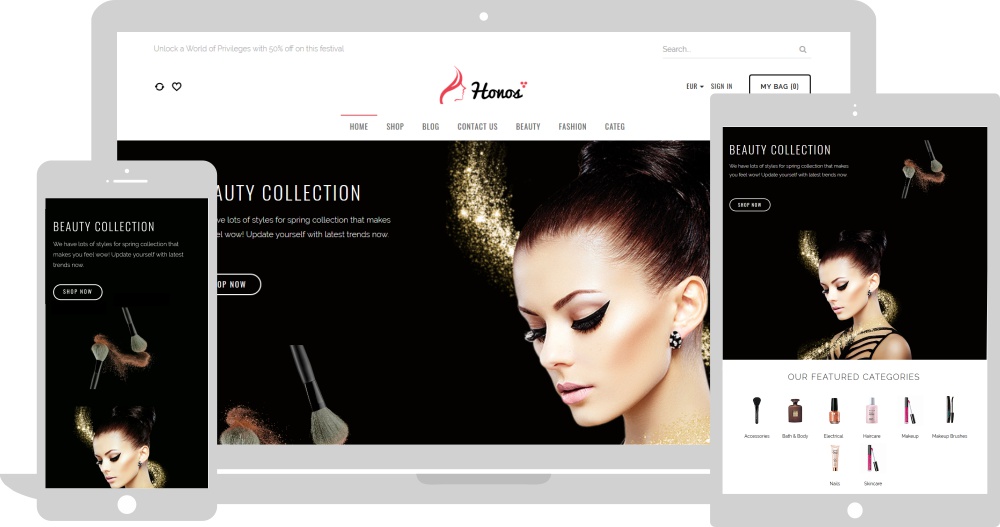 Unlock a World of Privileges with 50% off on this festival
Search...
Honos
EUR SIGN IN MY BAG (0)
HOME SHOP BLOG CONTACT US BEAUTY FASHION CATEG
AUTY COLLECTION
ve lots of styles for spring collection that makes
el wow! Update yourself with latest trends now.
OP NOW
BEAUTY COLLECTION
We have lots of styles for spring collection that
makes you feel wow! Update yourself with latest
trends now.
SHOP NOW
BEAUTY COLLECTION
We have lots of styles for spring collection that makes
you feel wow! Update yourself with latest trends now.
SHOP NOW
OUR FEATURED CATEGORIES
Accessories Bath & Body Electrical Haircare Makeup Makeup Brushes
Nails Skincare